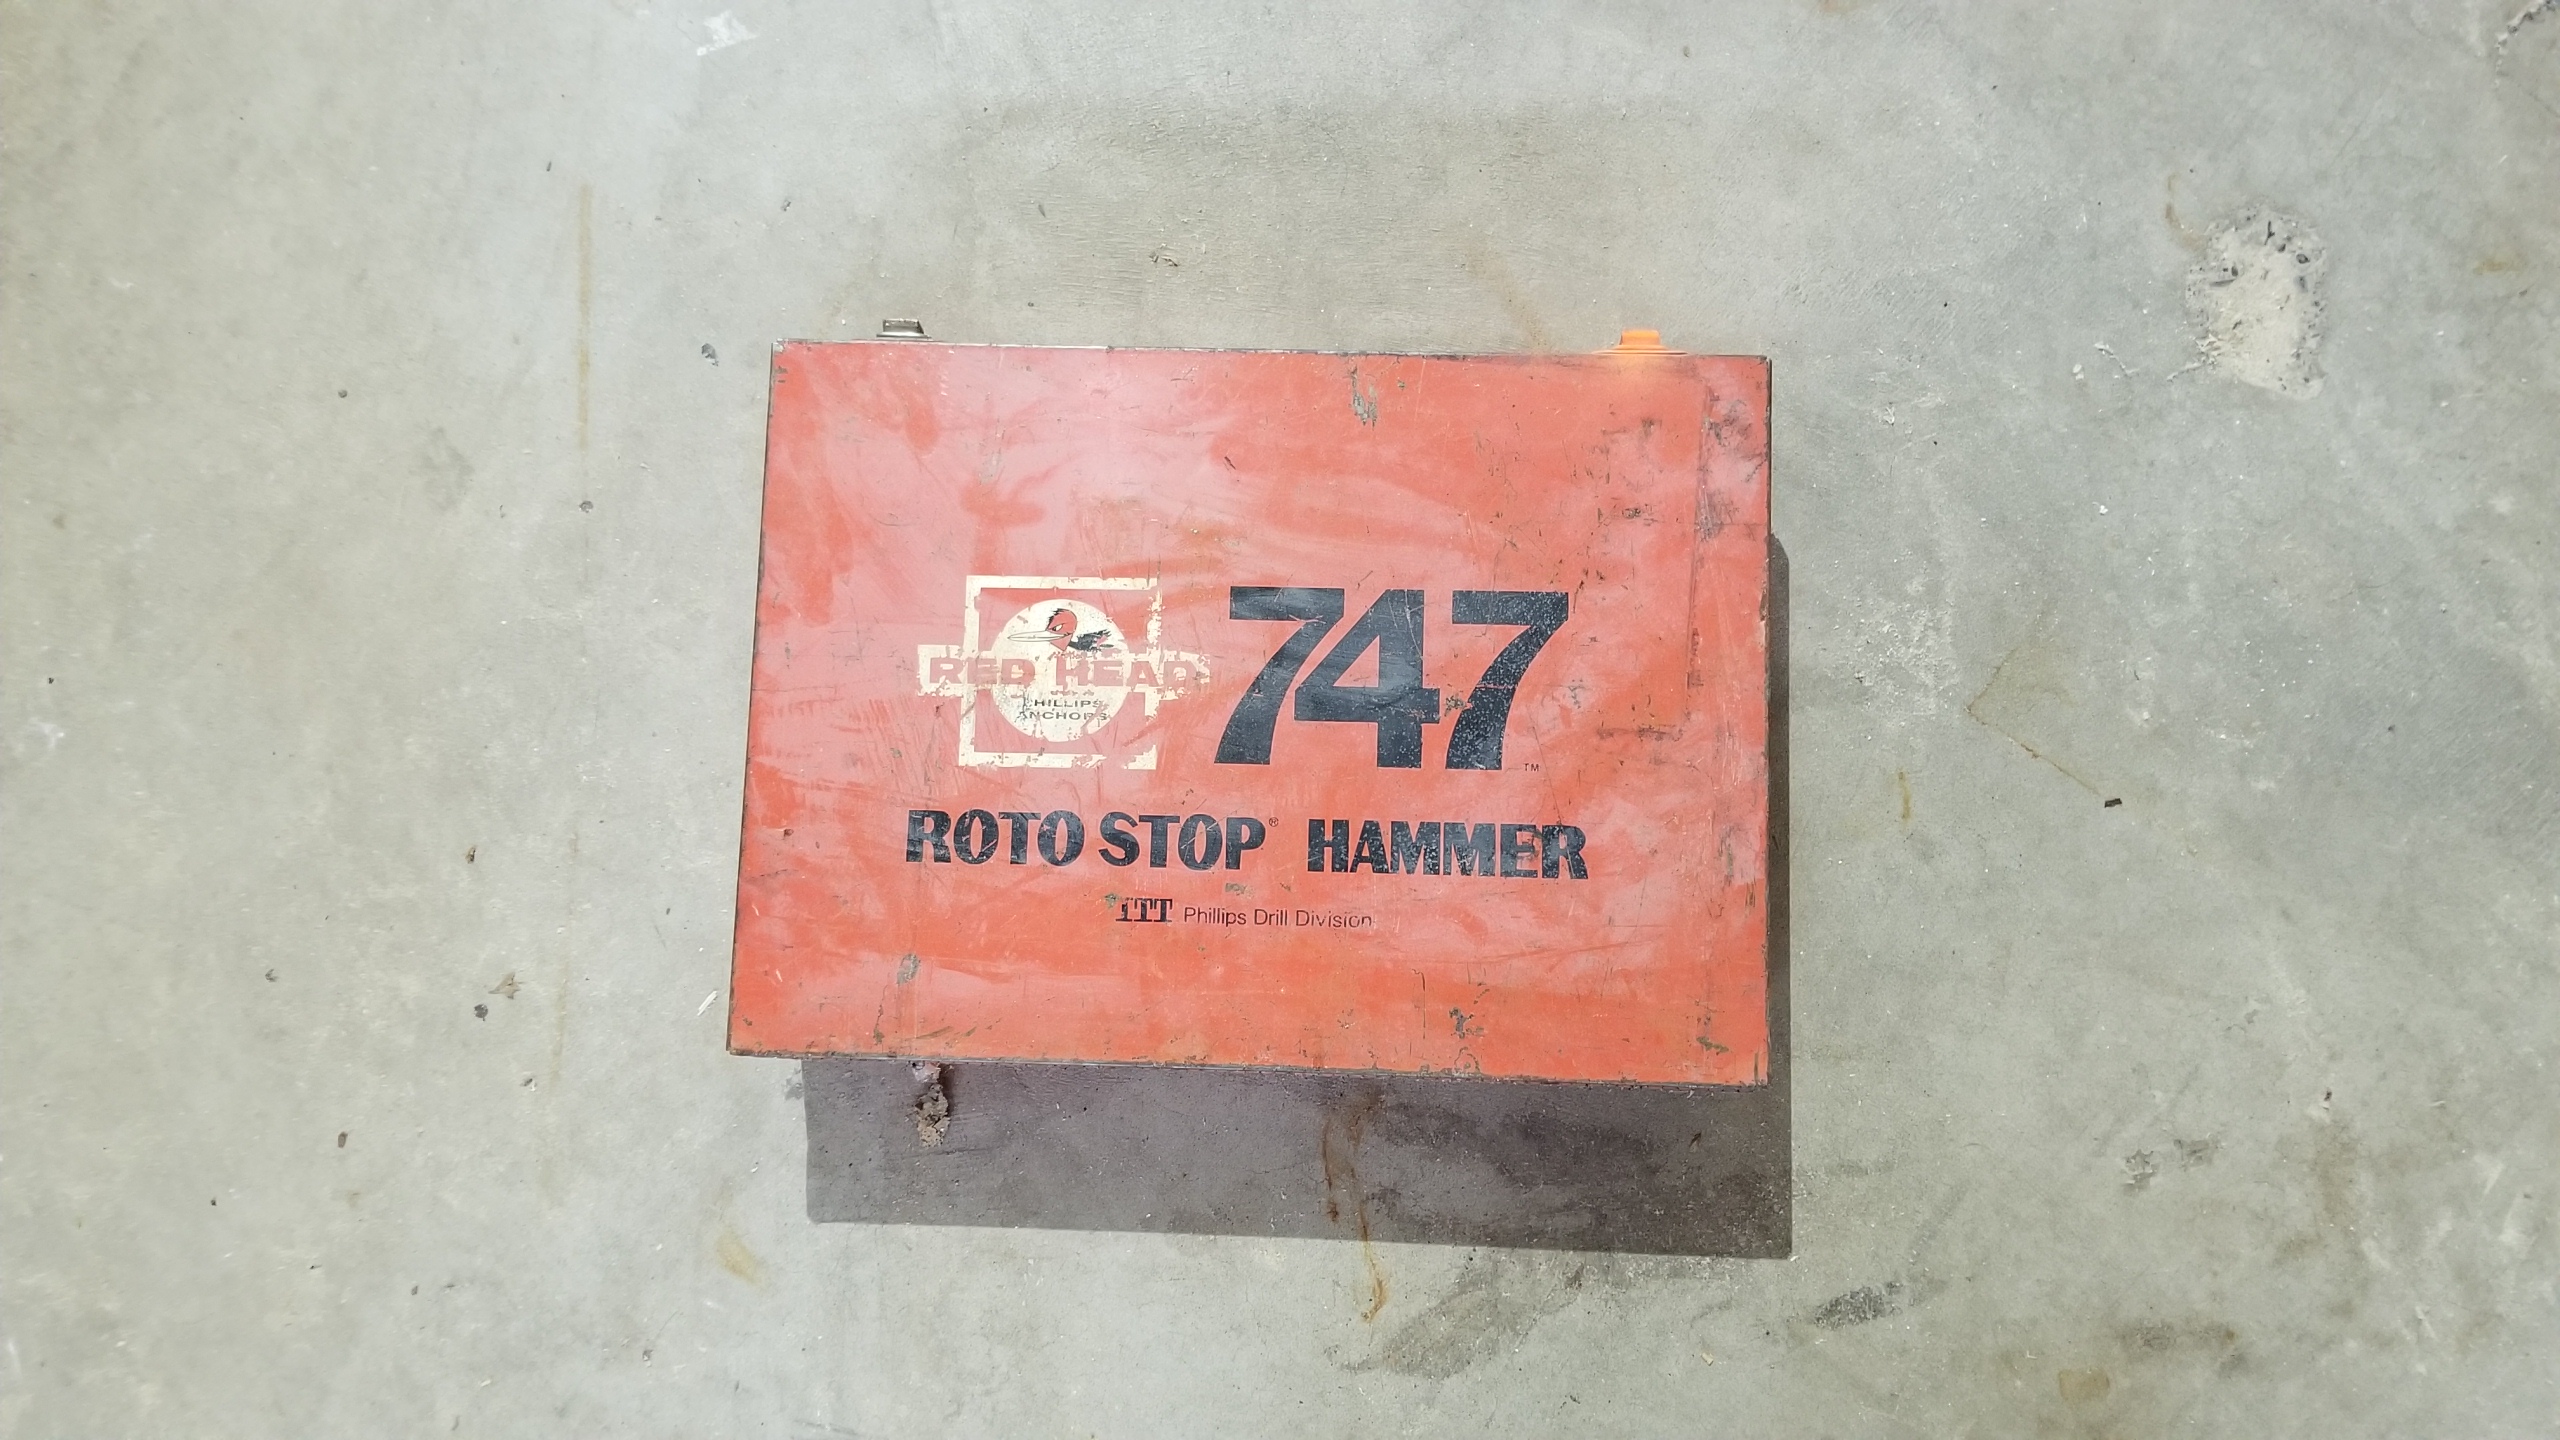 RED HEAD
PHILLIPS
ANCHORS
747™
ROTO STOP® HAMMER
ITT Phillips Drill Division